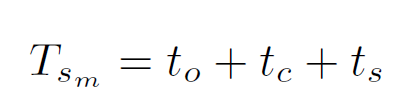 T_{s_m} = t_o + t_c + t_s